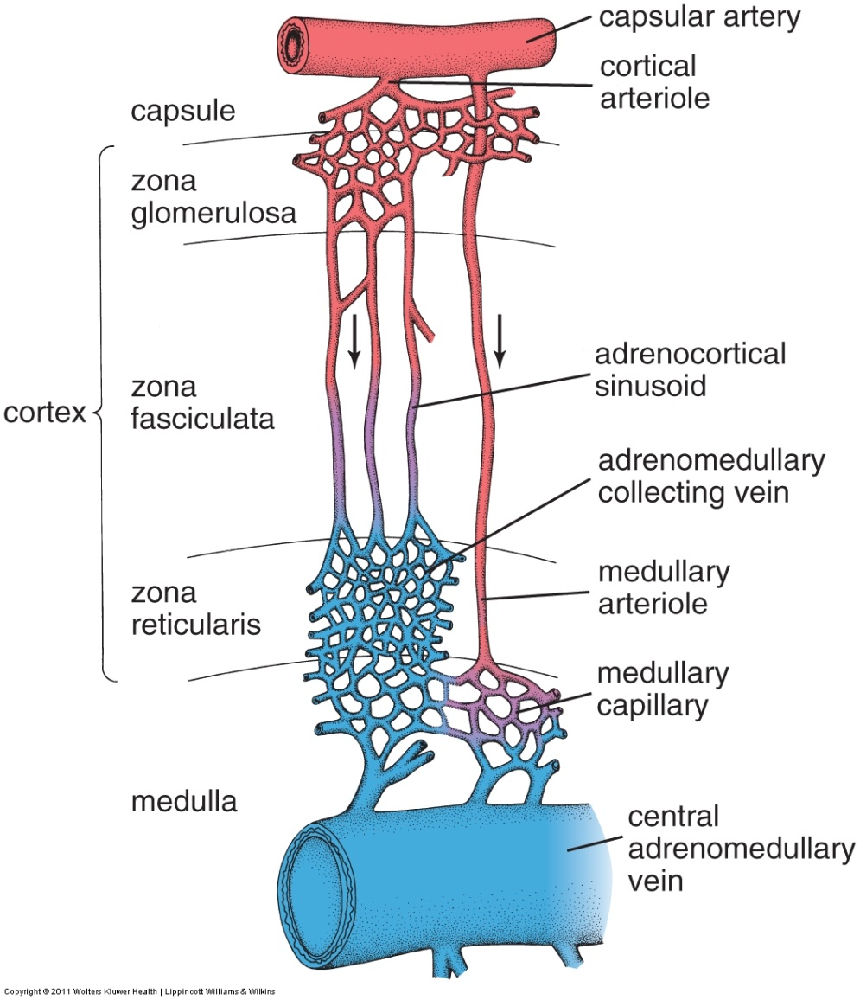 capsular artery
cortical
arteriole
capsule
zona
glomerulosa
adrenocortical
sinusoid
zona
fasciculata
cortex
adrenomedullary
collecting vein
medullary
arteriole
zona
reticularis
medullary
capillary
medulla
central
adrenomedullary
vein
Copyright © 2011 Wolters Kluwer Health | Lippincott Williams & Wilkins